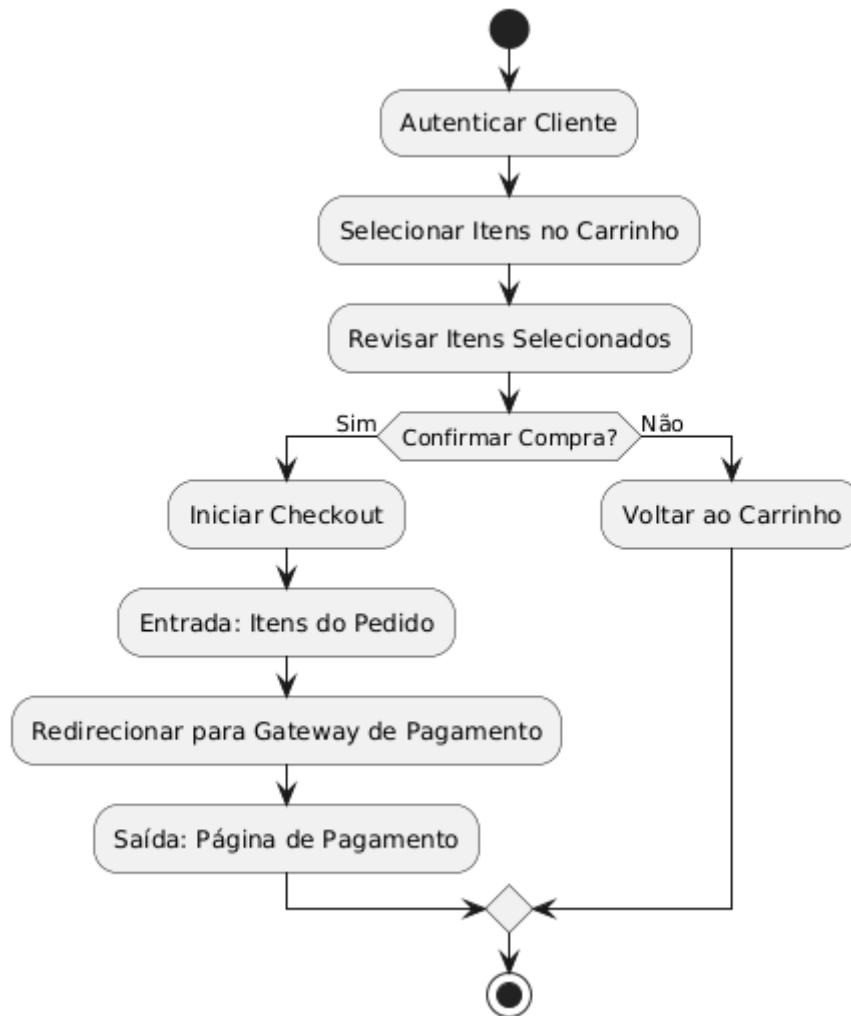 Autenticar Cliente
Selecionar Itens no Carrinho
Revisar Itens Selecionados
Sim
Confirmar Compra?
Não
Iniciar Checkout
Voltar ao Carrinho
Entrada: Itens do Pedido
Redirecionar para Gateway de Pagamento
Saída: Página de Pagamento